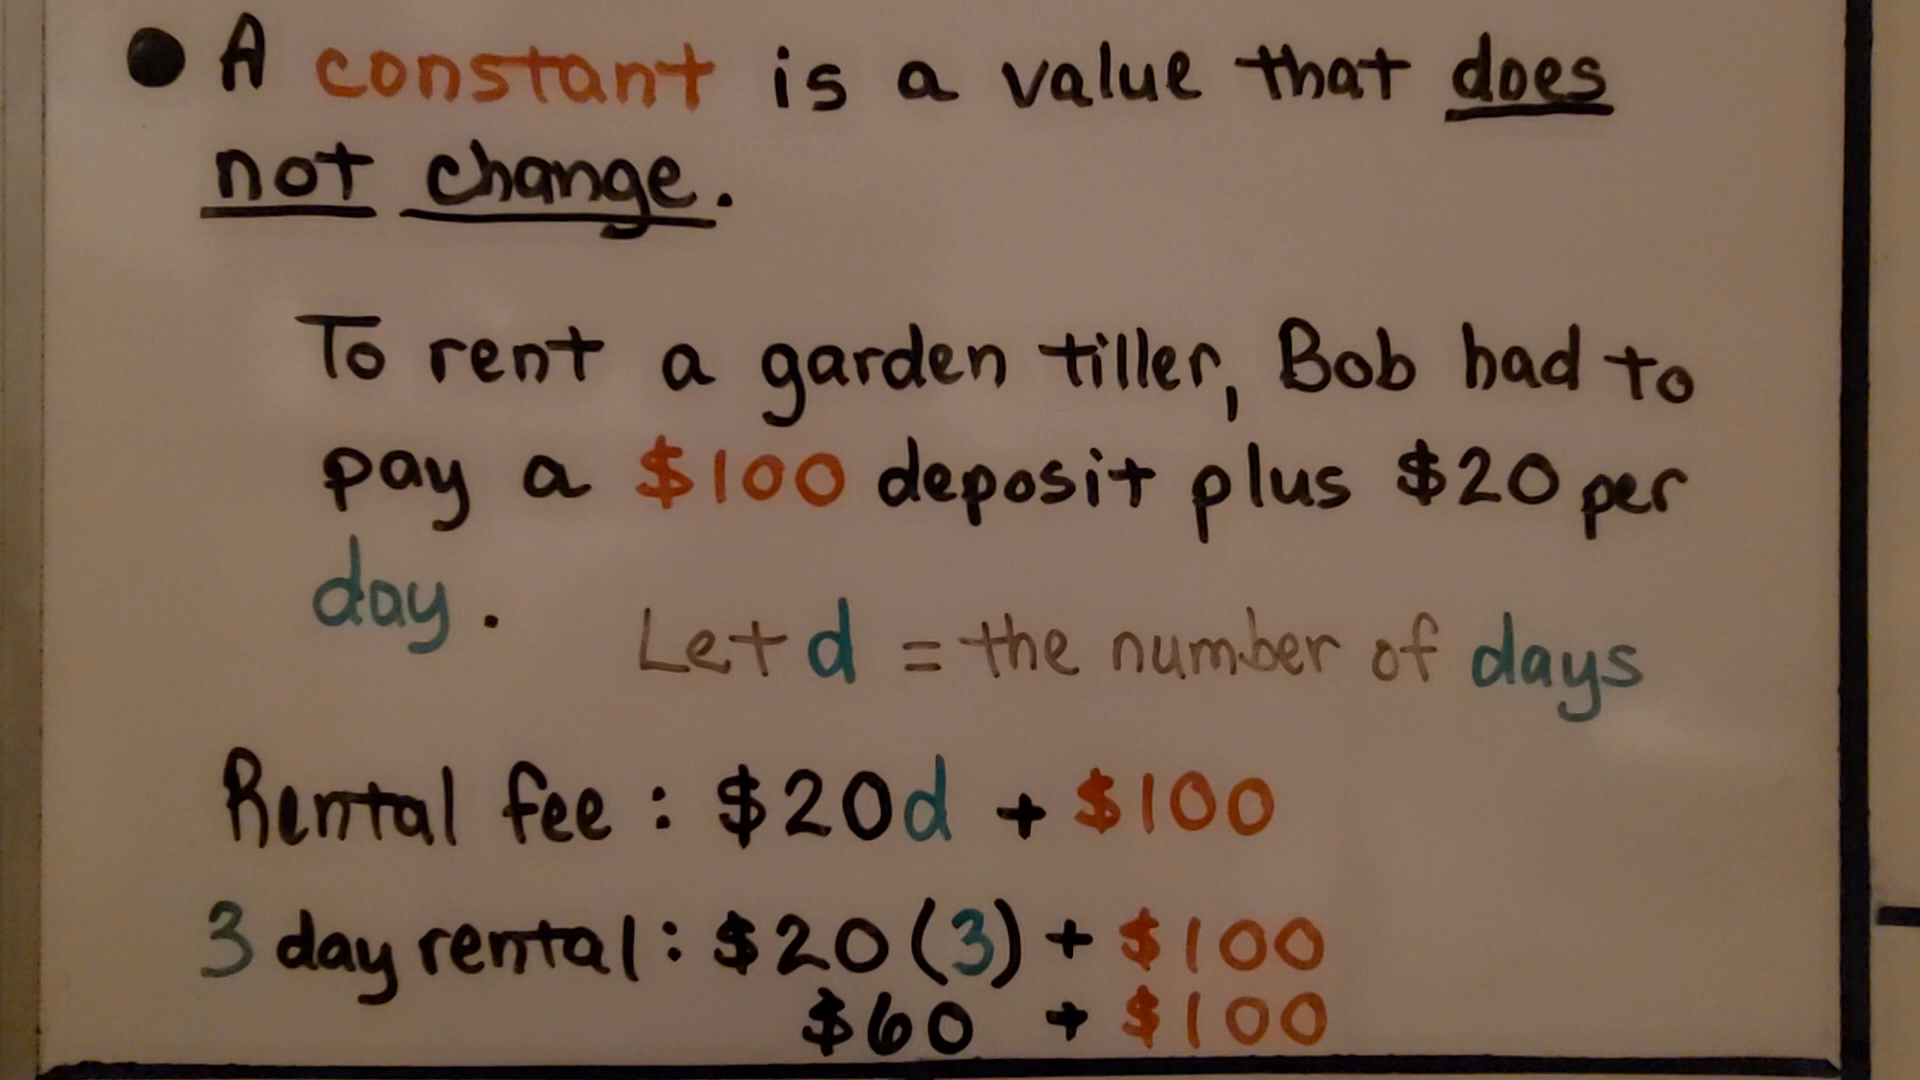 ● A constant is a value that does
not change.
To rent a garden tiller, Bob had to
pay a $100 deposit plus $20 per
day. Let d = the number of days
Rental fee: $20d + $100
3 day rental: $20(3) + $100
$60 + $100